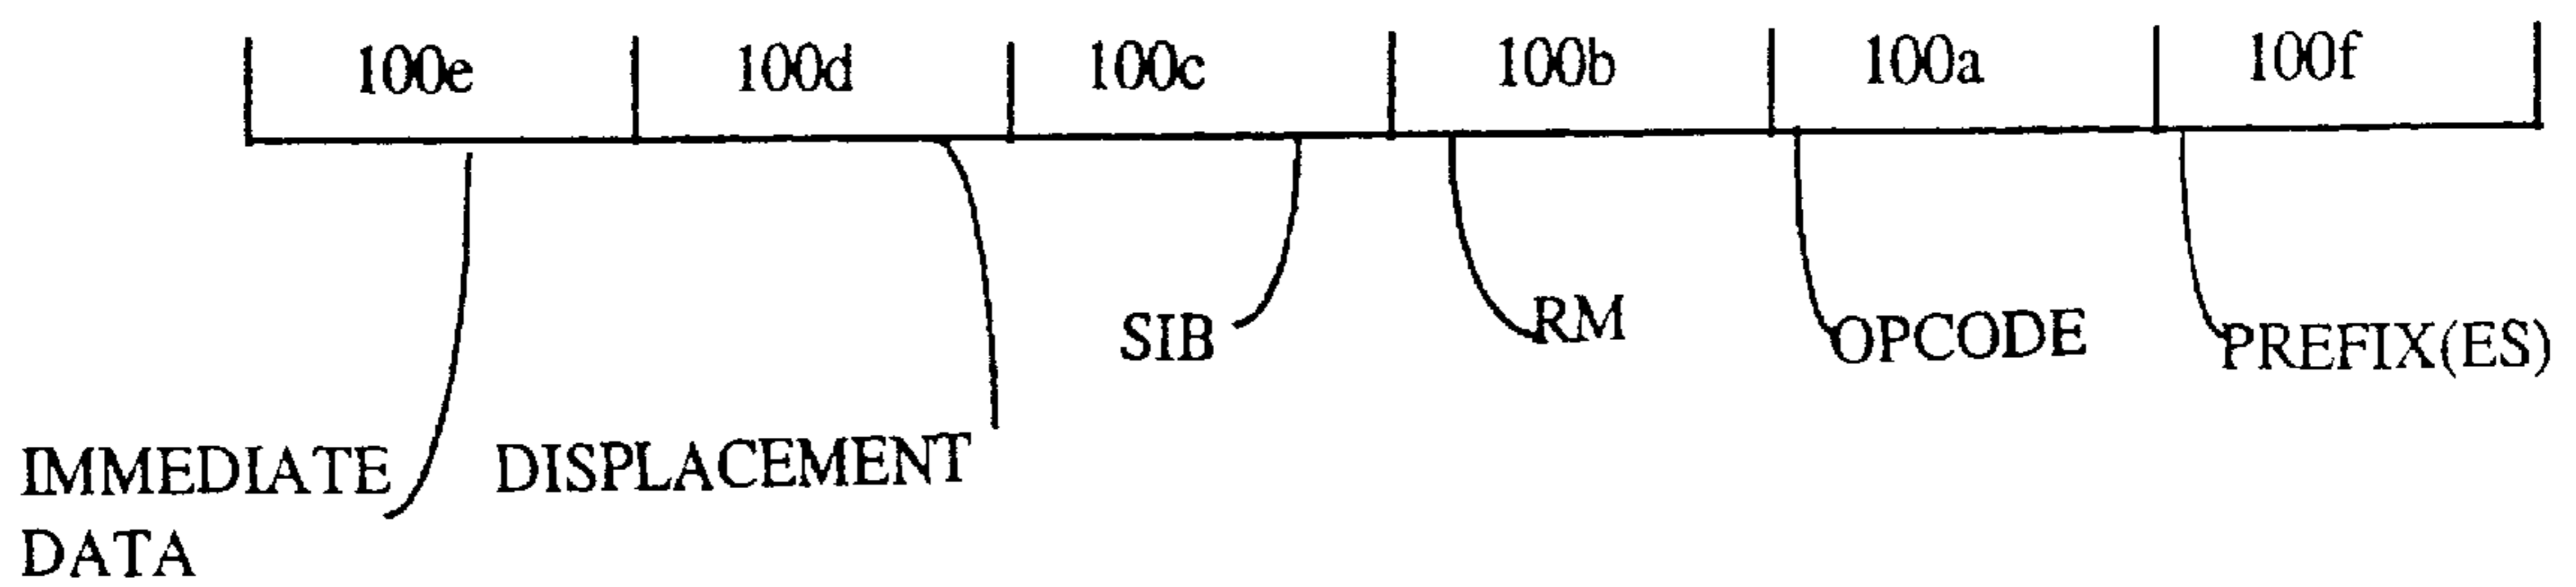 100e 100d 100c 100b 100a 100f
SIB RM OPCODE PREFIX(ES)
IMMEDIATE DISPLACEMENT
DATA